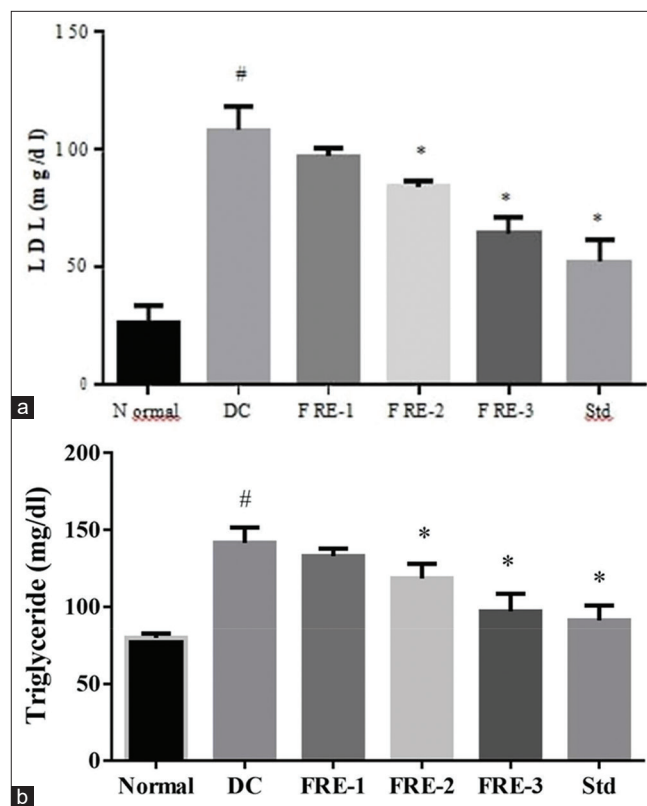 150
#
100
*
*
*
50
0
LDL (mg/dl)
Normal DC FRE-1 FRE-2 FRE-3 Std
a
200
#
150
*
*
*
100
50
0
Triglyceride (mg/dl)
Normal DC FRE-1 FRE-2 FRE-3 Std
b